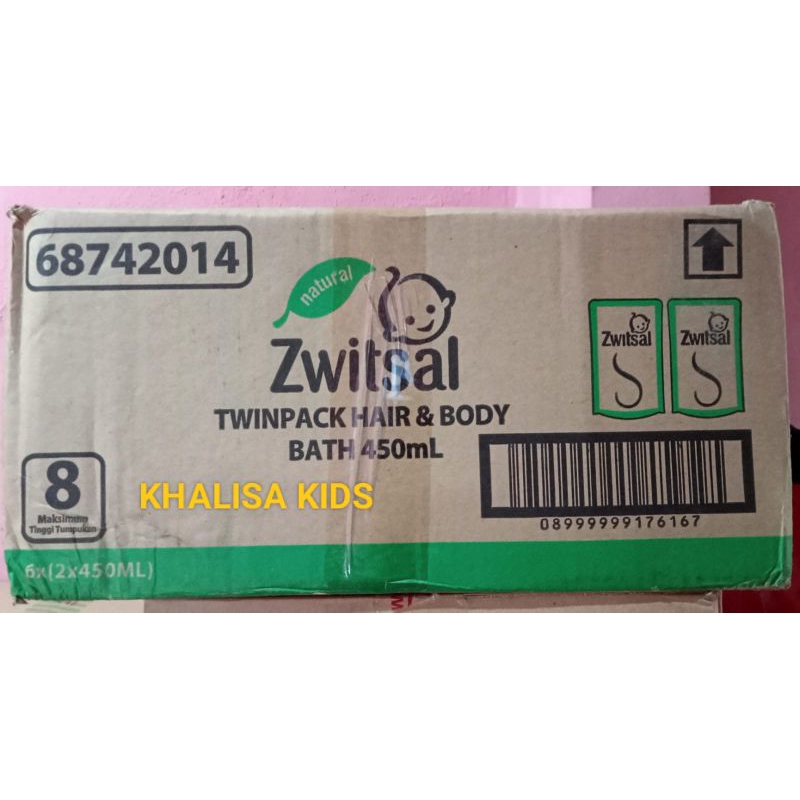 68742014
natural
Zwitsal
TWINPACK HAIR & BODY
BATH 450mL
Zwitsal
Zwitsal
8
Maksimum
Tinggi Tumpukan
KHALISA KIDS
08999999176167
6x(2x450ML)